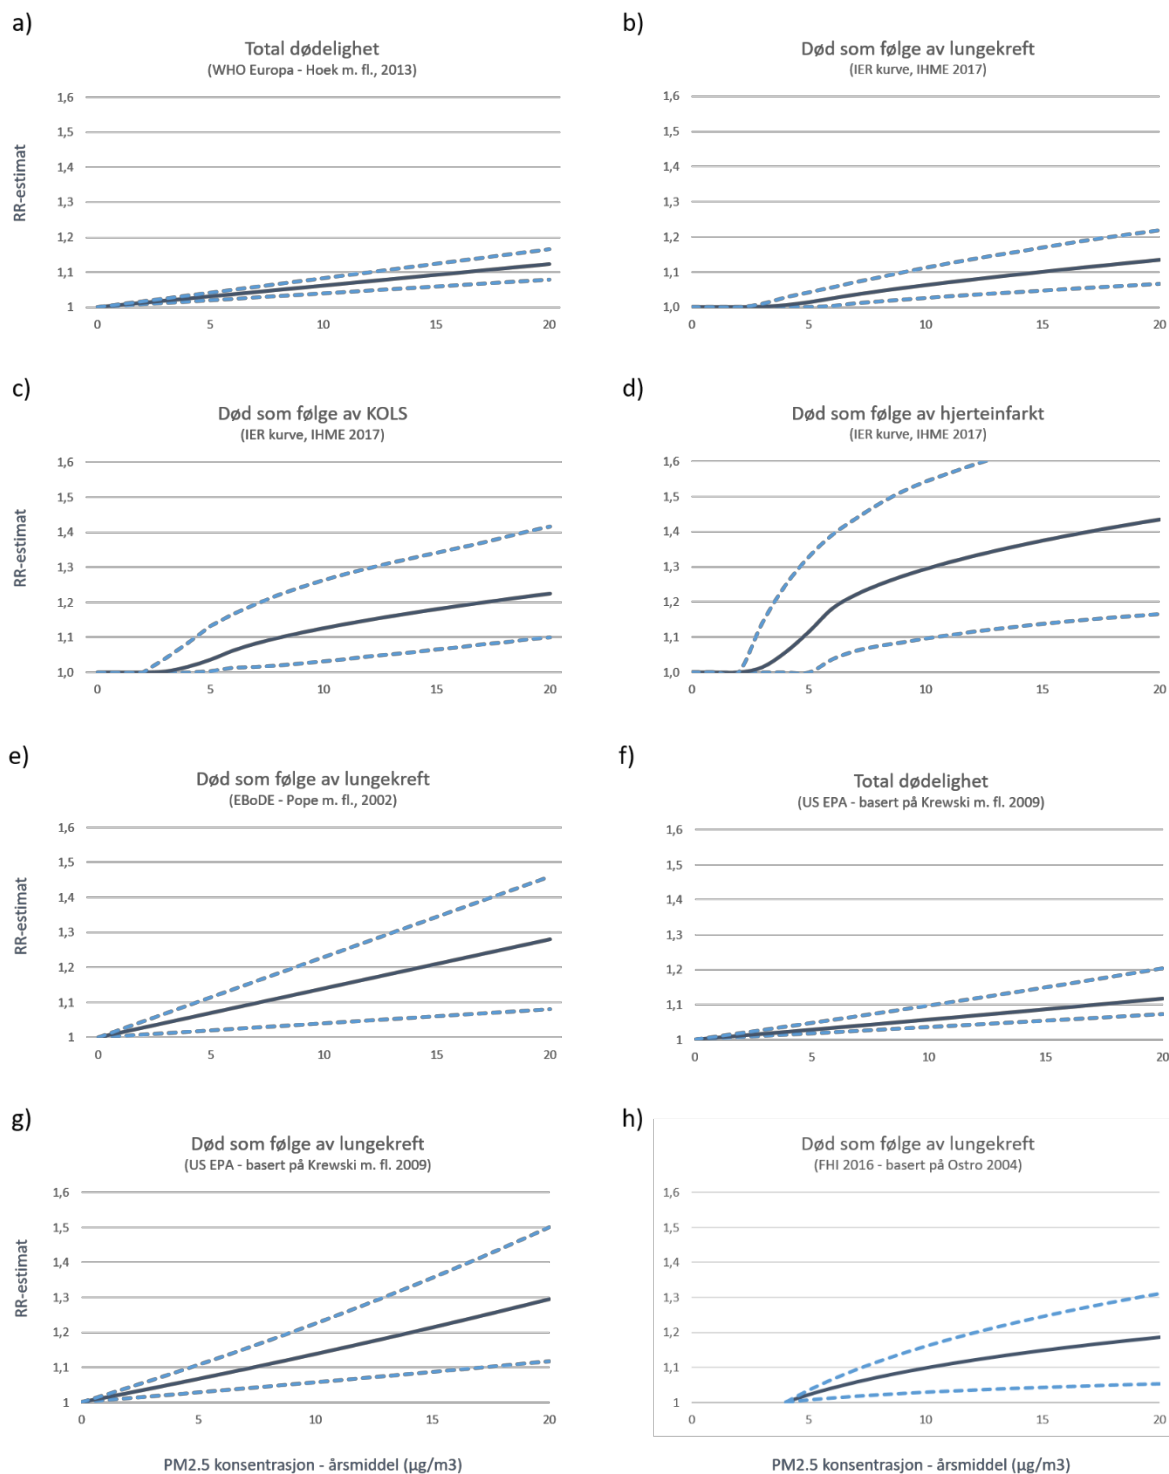 a)
Total dødelighet
(WHO Europa - Hoek m. fl., 2013)
RR-estimat
1,6
1,5
1,4
1,3
1,2
1,1
1
0 5 10 15 20
b)
Død som følge av lungekreft
(IER kurve, IHME 2017)
1,6
1,5
1,4
1,3
1,2
1,1
1,0
0 5 10 15 20
c)
Død som følge av KOLS
(IER kurve, IHME 2017)
RR-estimat
1,6
1,5
1,4
1,3
1,2
1,1
1,0
0 5 10 15 20
d)
Død som følge av hjerteinfarkt
(IER kurve, IHME 2017)
1,6
1,5
1,4
1,3
1,2
1,1
1,0
0 5 10 15 20
e)
Død som følge av lungekreft
(EBoDE - Pope m. fl., 2002)
RR-estimat
1,6
1,5
1,4
1,3
1,2
1,1
1
0 5 10 15 20
f)
Total dødelighet
(US EPA - basert på Krewski m. fl. 2009)
1,6
1,5
1,4
1,3
1,2
1,1
1
0 5 10 15 20
g)
Død som følge av lungekreft
(US EPA - basert på Krewski m. fl. 2009)
RR-estimat
1,6
1,5
1,4
1,3
1,2
1,1
1
0 5 10 15 20
PM2.5 konsentrasjon - årsmiddel (µg/m3)
h)
Død som følge av lungekreft
(FHI 2016 - basert på Ostro 2004)
1,6
1,5
1,4
1,3
1,2
1,1
1
0 5 10 15 20
PM2.5 konsentrasjon - årsmiddel (µg/m3)